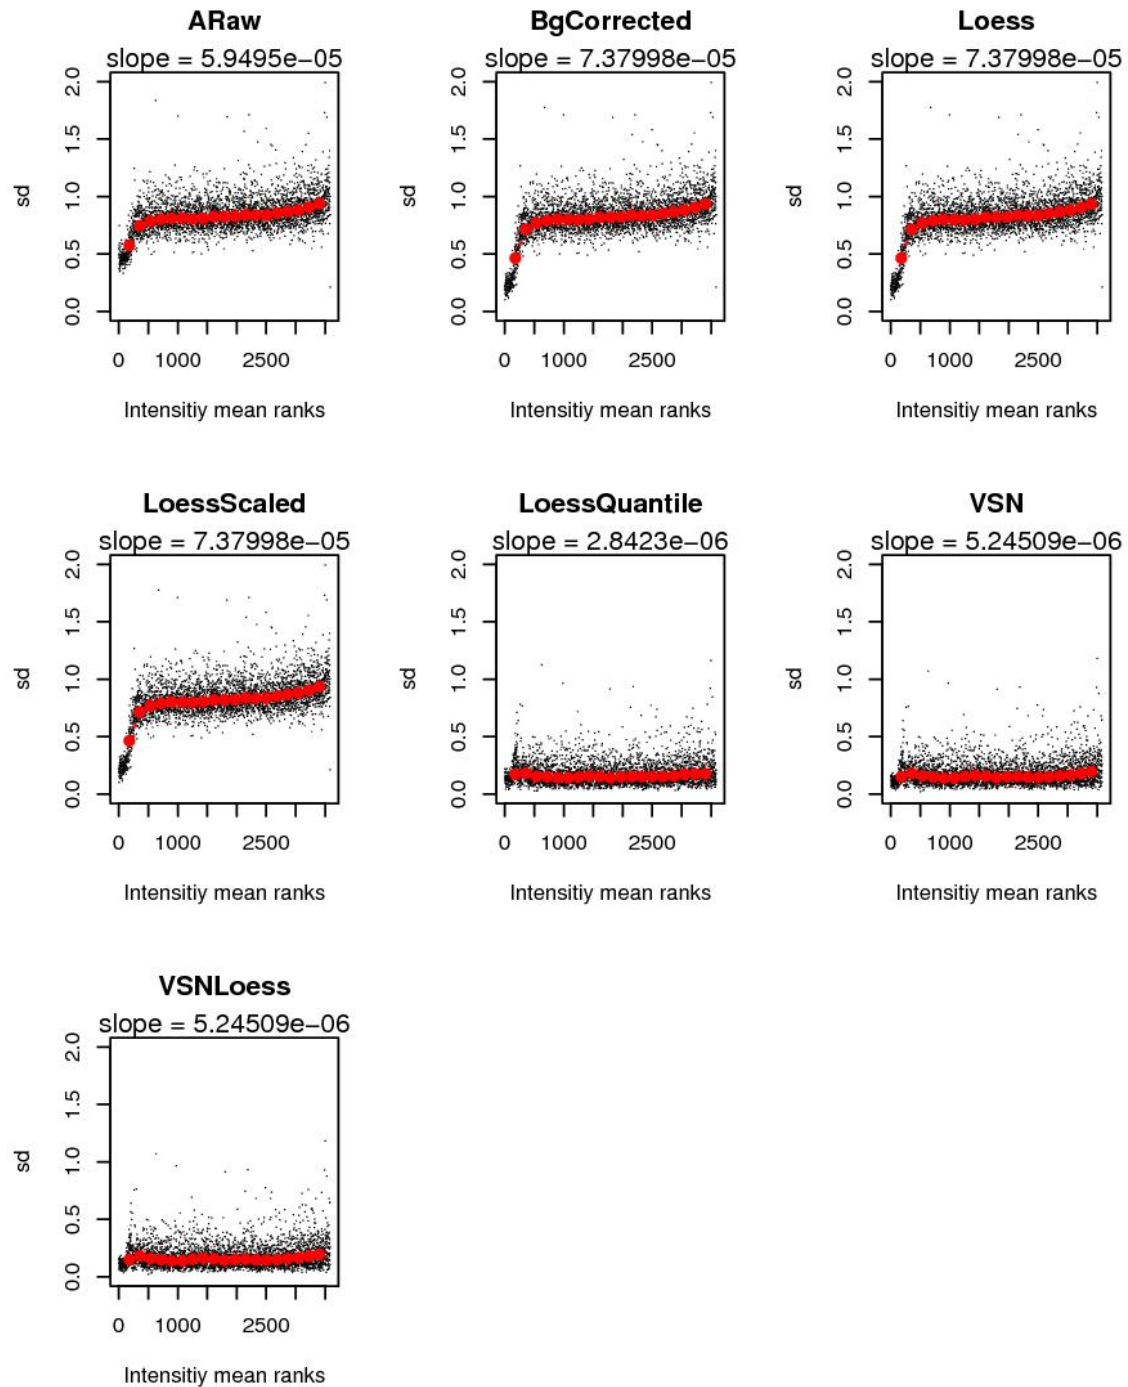 ARaw
slope = 5.9495e−05
sd
0.0 0.5 1.0 1.5 2.0
0 1000 2500
Intensitiy mean ranks
BgCorrected
slope = 7.37998e−05
sd
0.0 0.5 1.0 1.5 2.0
0 1000 2500
Intensitiy mean ranks
Loess
slope = 7.37998e−05
sd
0.0 0.5 1.0 1.5 2.0
0 1000 2500
Intensitiy mean ranks
LoessScaled
slope = 7.37998e−05
sd
0.0 0.5 1.0 1.5 2.0
0 1000 2500
Intensitiy mean ranks
LoessQuantile
slope = 2.8423e−06
sd
0.0 0.5 1.0 1.5 2.0
0 1000 2500
Intensitiy mean ranks
VSN
slope = 5.24509e−06
sd
0.0 0.5 1.0 1.5 2.0
0 1000 2500
Intensitiy mean ranks
VSNLoess
slope = 5.24509e−06
sd
0.0 0.5 1.0 1.5 2.0
0 1000 2500
Intensitiy mean ranks